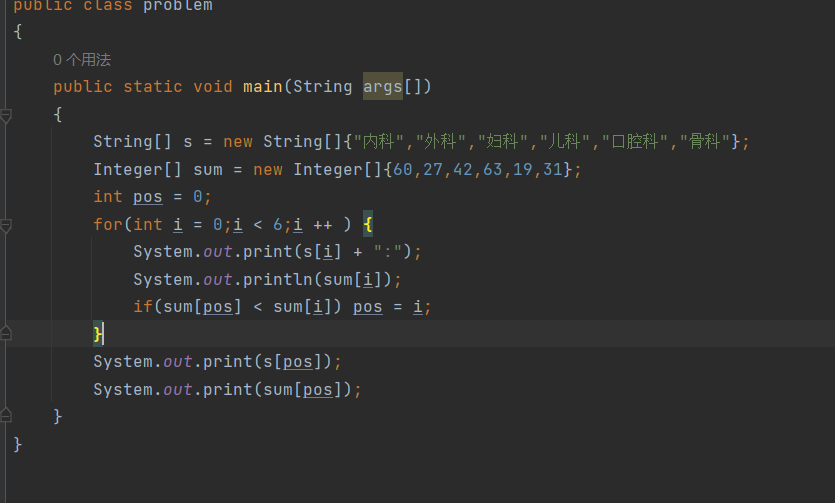 public class problem
{
0 个用法
public static void main(String args[])
{
String[] s = new String[]{"内科","外科","妇科","儿科","口腔科","骨科"};
Integer[] sum = new Integer[]{60,27,42,63,19,31};
int pos = 0;
for(int i = 0;i < 6;i ++ ) {
System.out.print(s[i] + ":");
System.out.println(sum[i]);
if(sum[pos] < sum[i]) pos = i;
}
System.out.print(s[pos]);
System.out.print(sum[pos]);
}
}